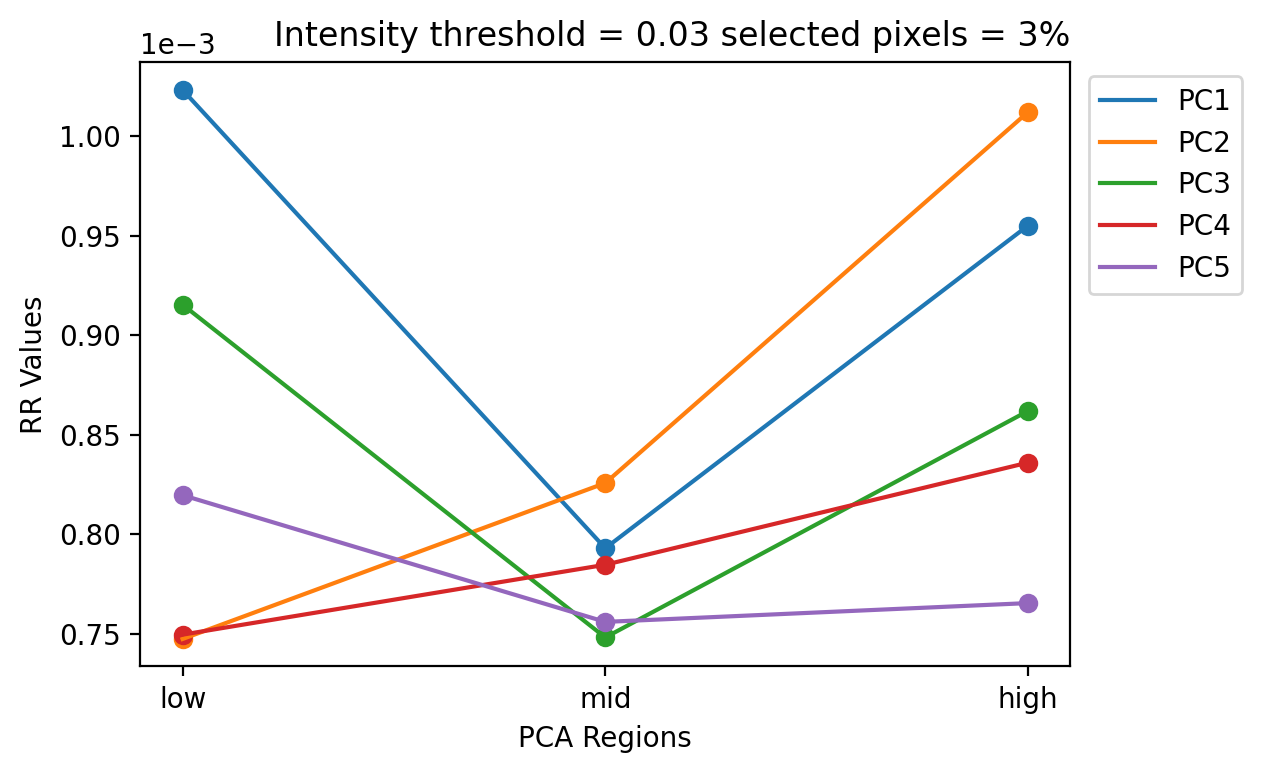 Intensity threshold = 0.03 selected pixels = 3%
1e−3
1.00
0.95
0.90
0.85
0.80
0.75
RR Values
low
mid
high
PCA Regions
PC1
PC2
PC3
PC4
PC5